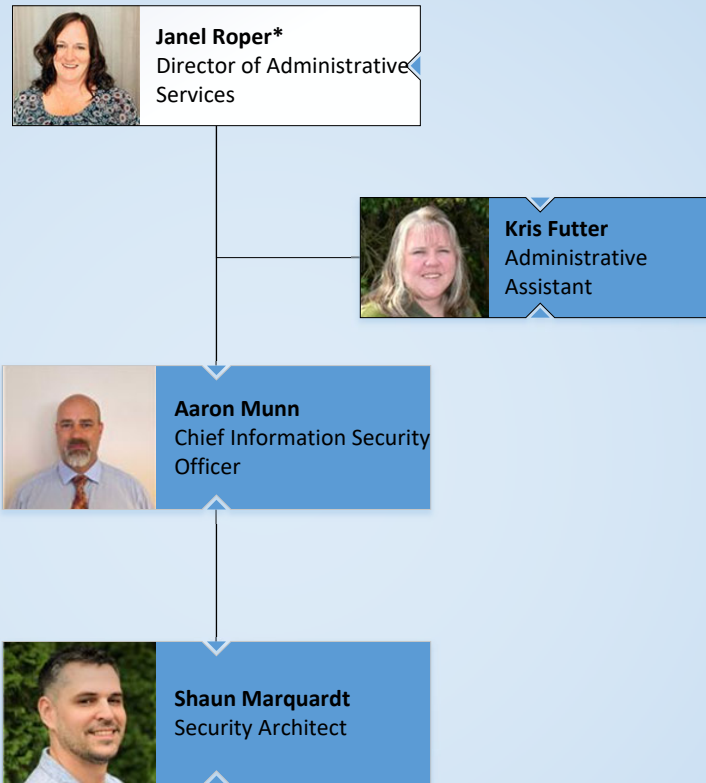 Janel Roper*
Director of Administrative
Services
Kris Futter
Administrative
Assistant
Aaron Munn
Chief Information Security
Officer
Shaun Marquardt
Security Architect